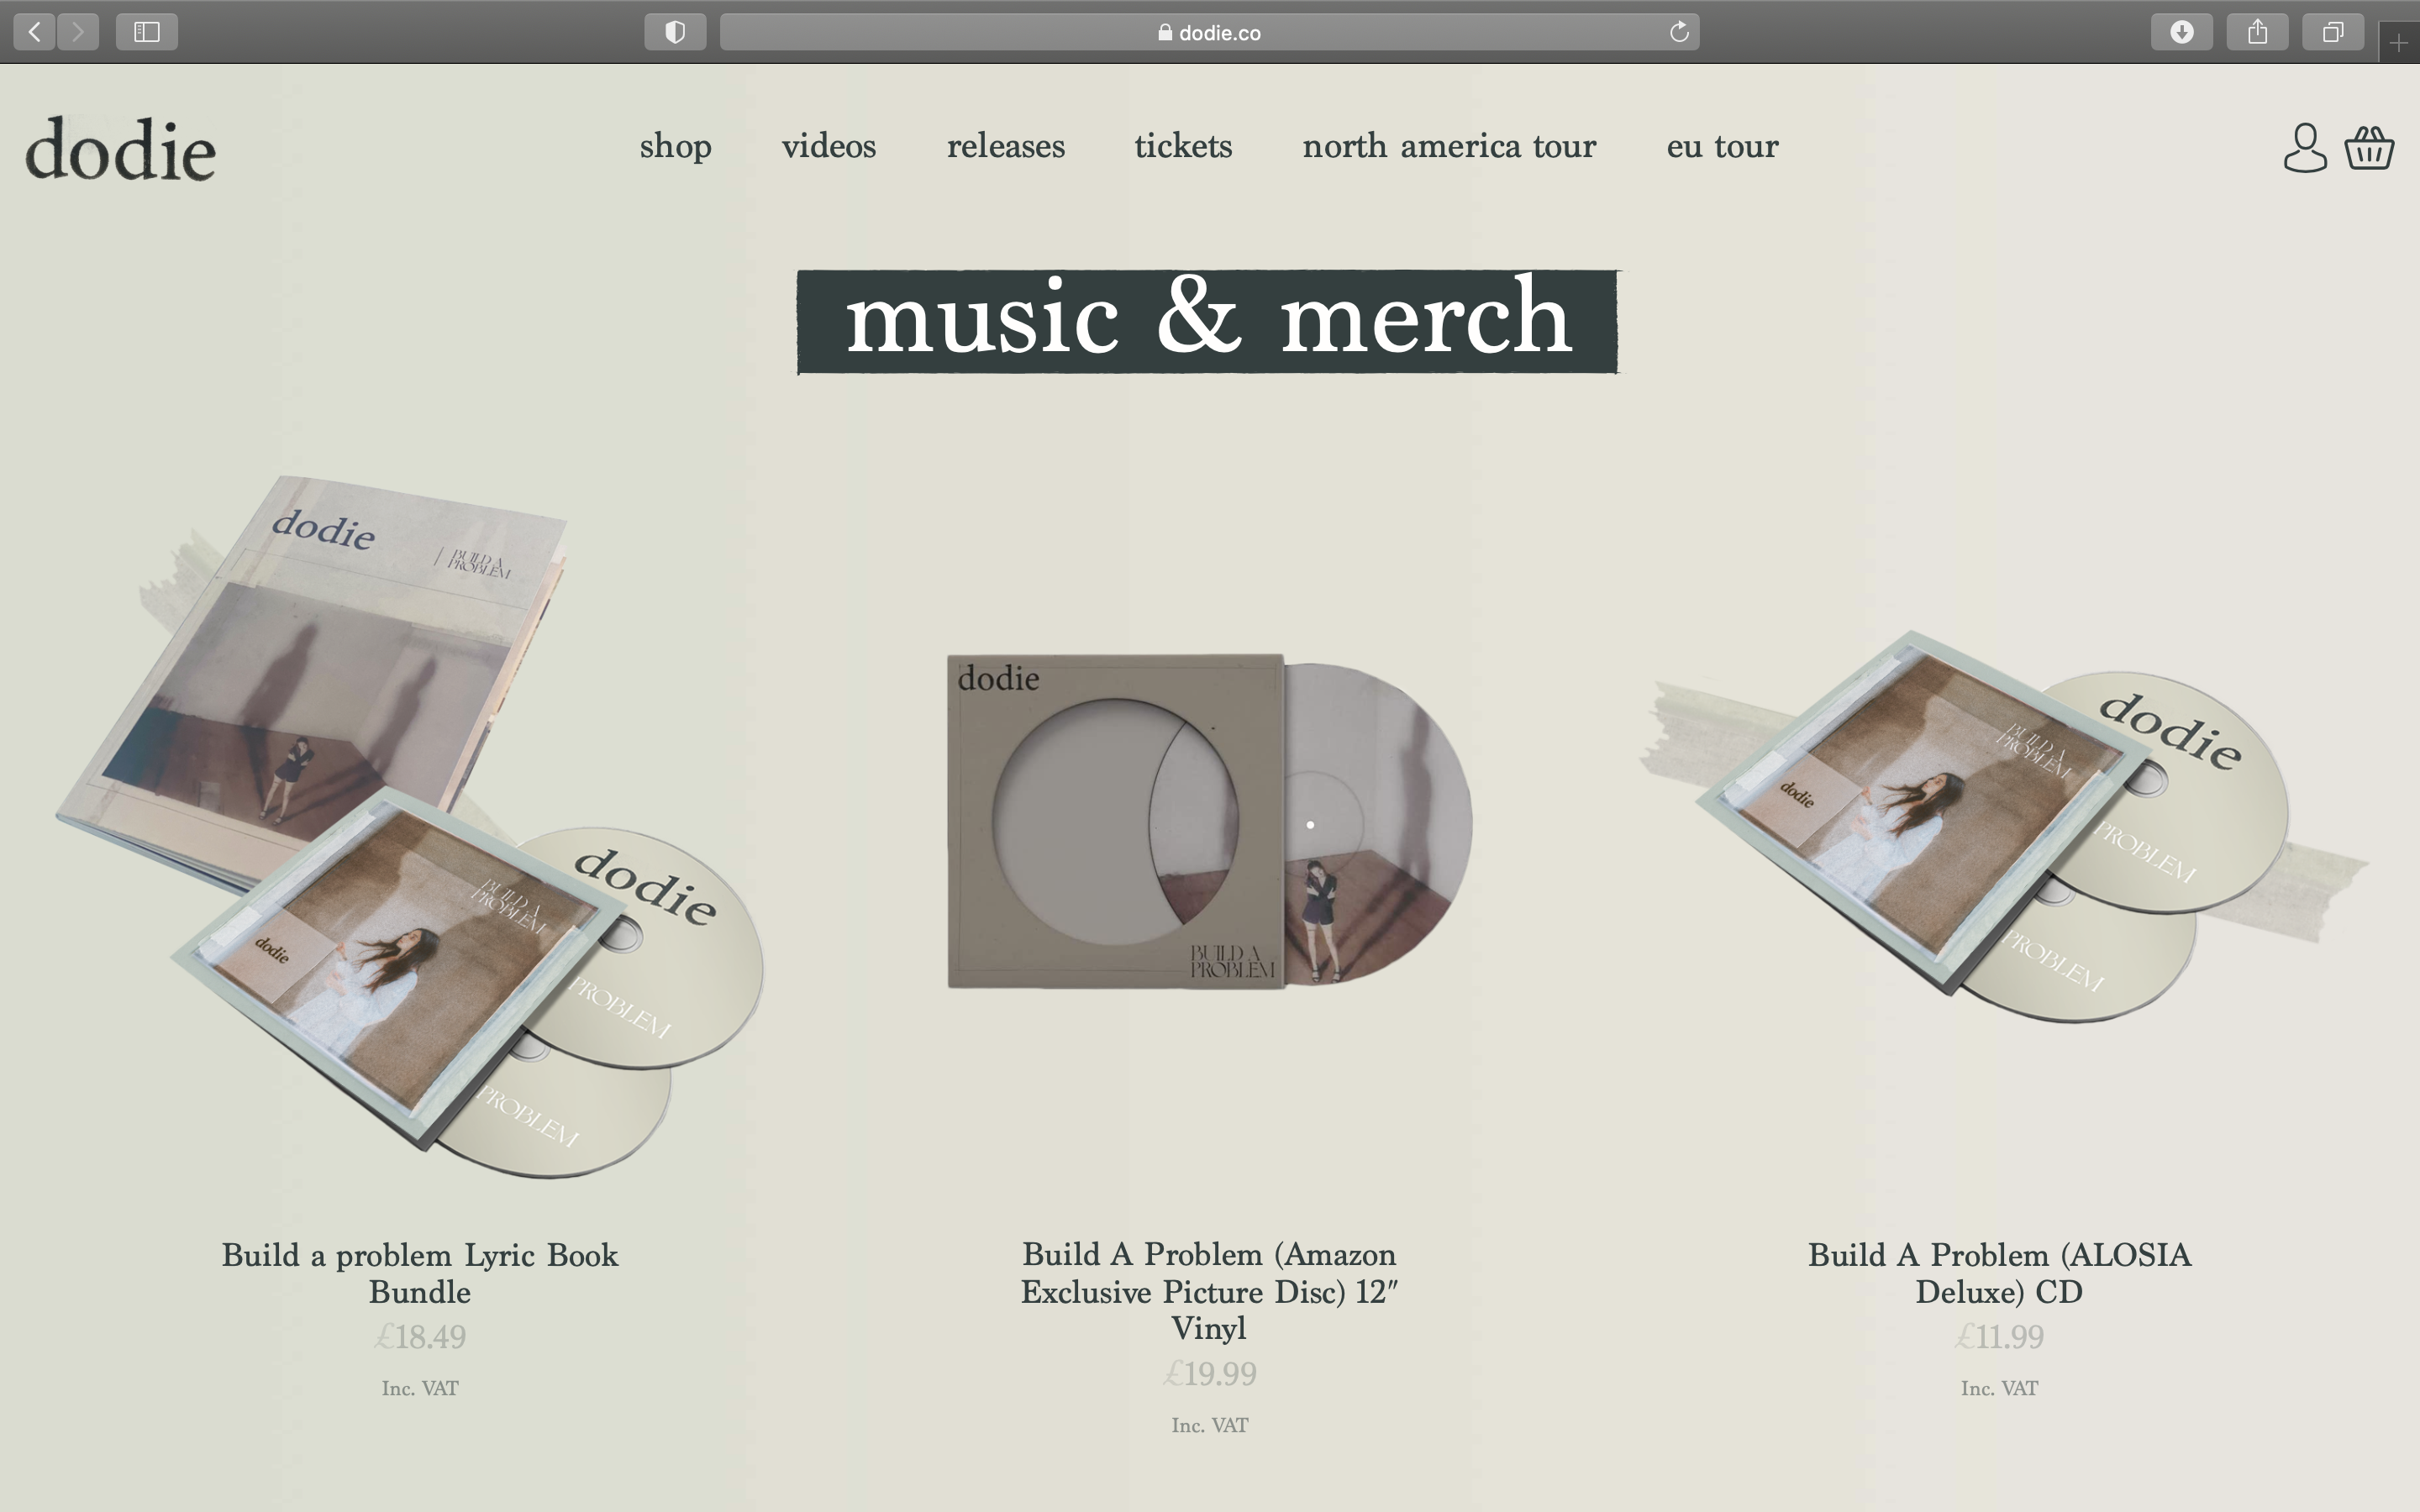 dodie.co
dodie
shop videos releases tickets north america tour eu tour
music & merch
dodie
BUILD A
PROBLEM
BUILD A
PROBLEM
dodie
dodie
PROBLEM
PROBLEM
dodie
BUILD A
PROBLEM
BUILD A
PROBLEM
dodie
dodie
PROBLEM
PROBLEM
Build a problem Lyric Book
Bundle
£18.49
Inc. VAT
Build A Problem (Amazon
Exclusive Picture Disc) 12″
Vinyl
£19.99
Inc. VAT
Build A Problem (ALOSIA
Deluxe) CD
£11.99
Inc. VAT